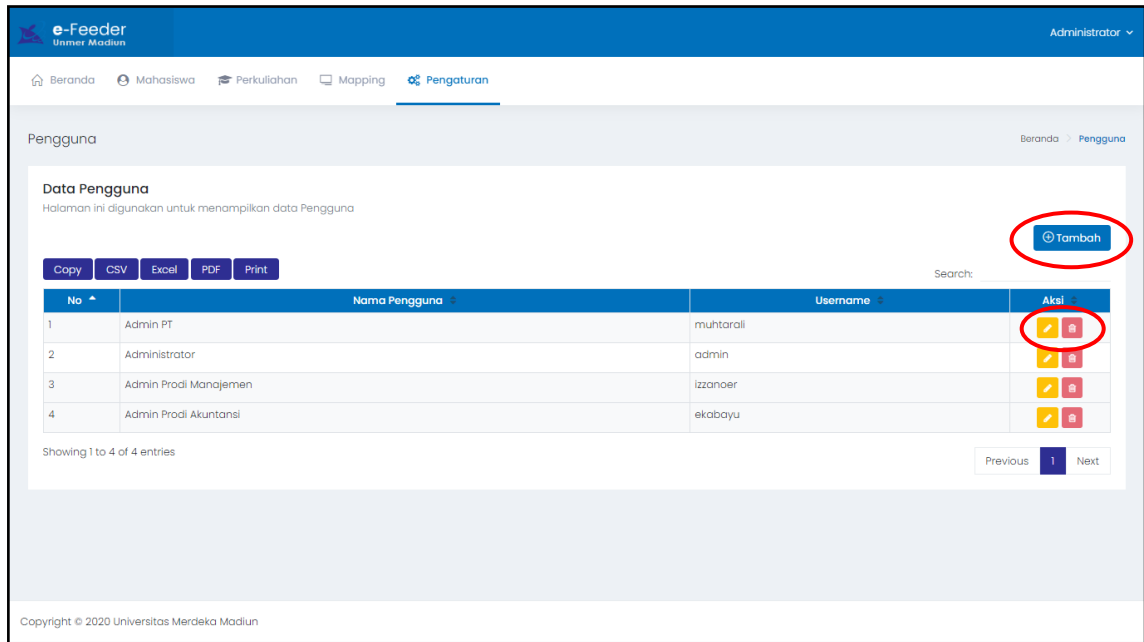 e-Feeder
Unmer Madiun
Administrator
Beranda Mahasiswa Perkuliahan Mapping Pengaturan
Pengguna
Beranda > Pengguna
Data Pengguna
Halaman ini digunakan untuk menampilkan data Pengguna
Tambah
Copy CSV Excel PDF Print
Search:
No Nama Pengguna Username Aksi
1 Admin PT muhtarali
2 Administrator admin
3 Admin Prodi Manajemen izzanoer
4 Admin Prodi Akuntansi ekabayu
Showing 1 to 4 of 4 entries
Previous 1 Next
Copyright © 2020 Universitas Merdeka Madiun